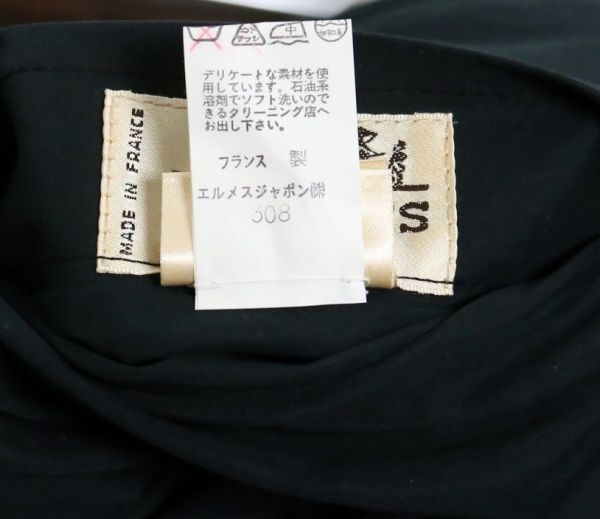 中
デリケートな素材を使
用しています。石油系
溶剤でソフト洗いので
きるクリーニング店へ
お出し下さい。
フランス 製
エルメスジャポン㈱
308
MADE IN FRANCE
S